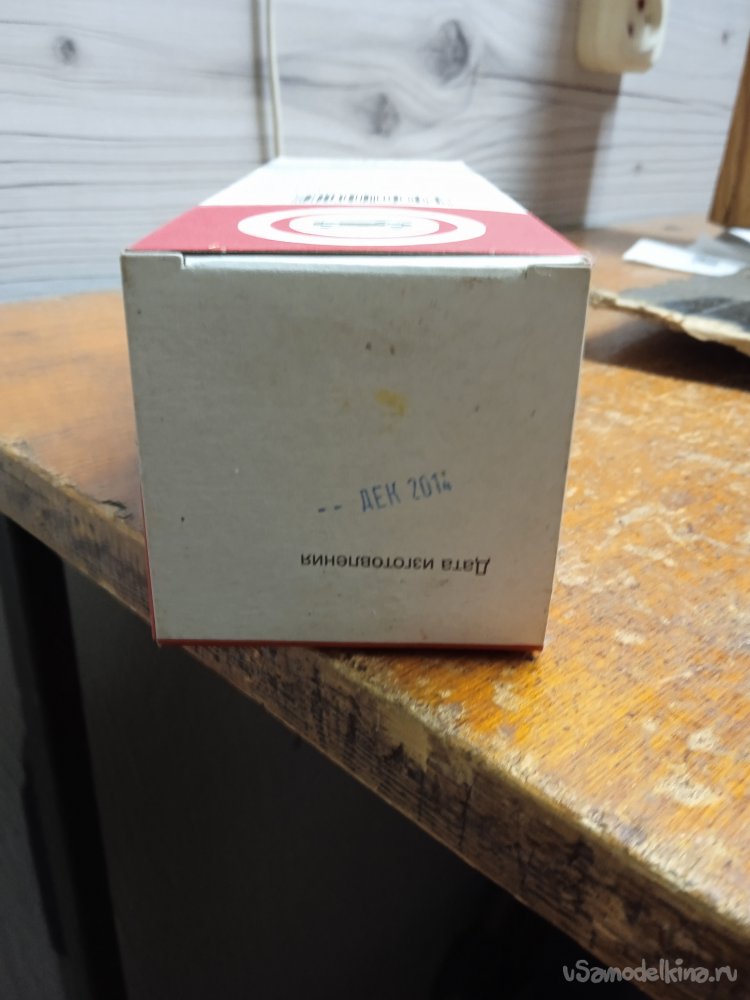 -- ДЕК 2014
Дата изготовления
uSamodelkina.ru